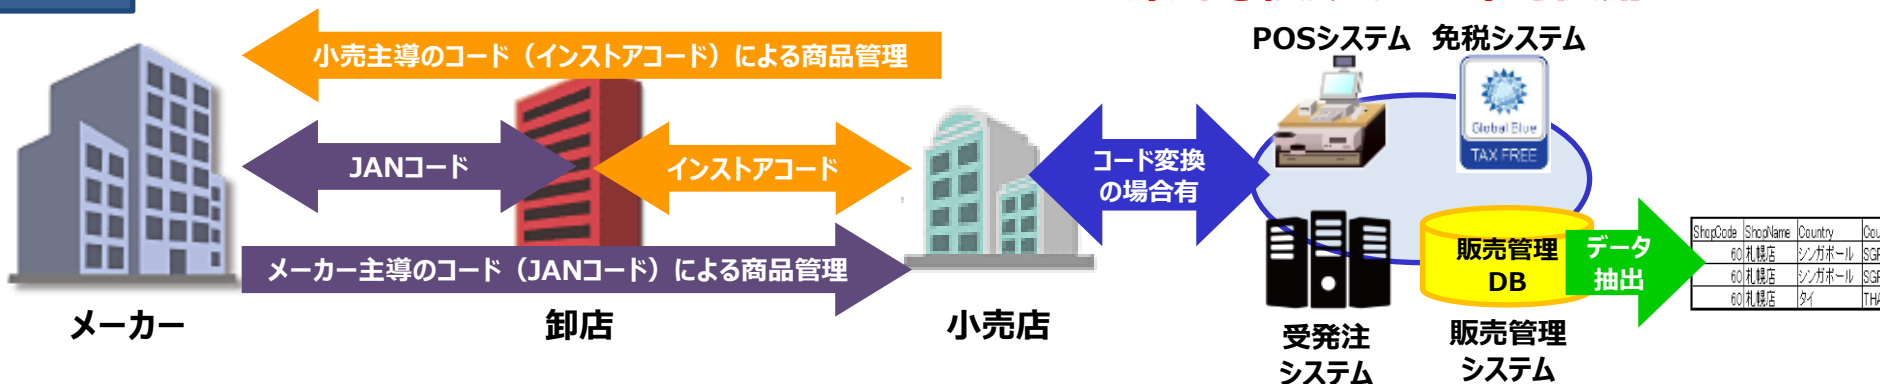 POSシステム 免税システム
小売主導のコード（インストアコード）による商品管理
Global Blue
TAX FREE
JANコード
インストアコード
コード変換
の場合有
メーカー主導のコード（JANコード）による商品管理
販売管理
DB
データ
抽出
ShopCode ShopName Country
60 札幌店 シンガポール
60 札幌店 シンガポール
60 札幌店 タイ
メーカー
卸店
小売店
受発注
システム
販売管理
システム